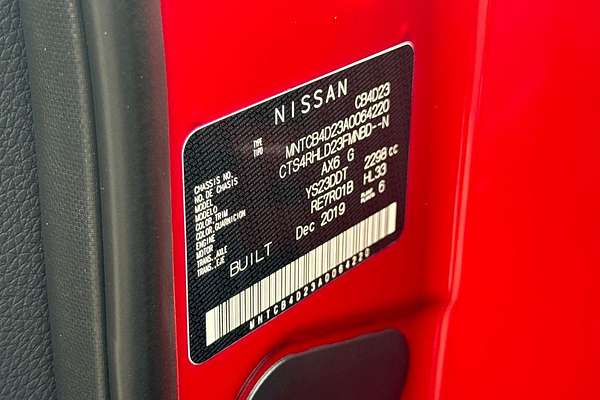 NISSAN
TYPE TIPO CB4D23
CHASSIS NO. NO. DE CHASIS MNTCB4D23A0064220
MODEL MODELO CTS4RHLD23FMNBD--N
COLOR, TRIM COLOR, GUARNICION AX6 G
ENGINE MOTOR YS23DDT 2298 cc
TRANS., AXLE TRANS., EJE RE7R01B HL33
PLANT 6
BUILT Dec 2019
MNTCB4D23A0064220